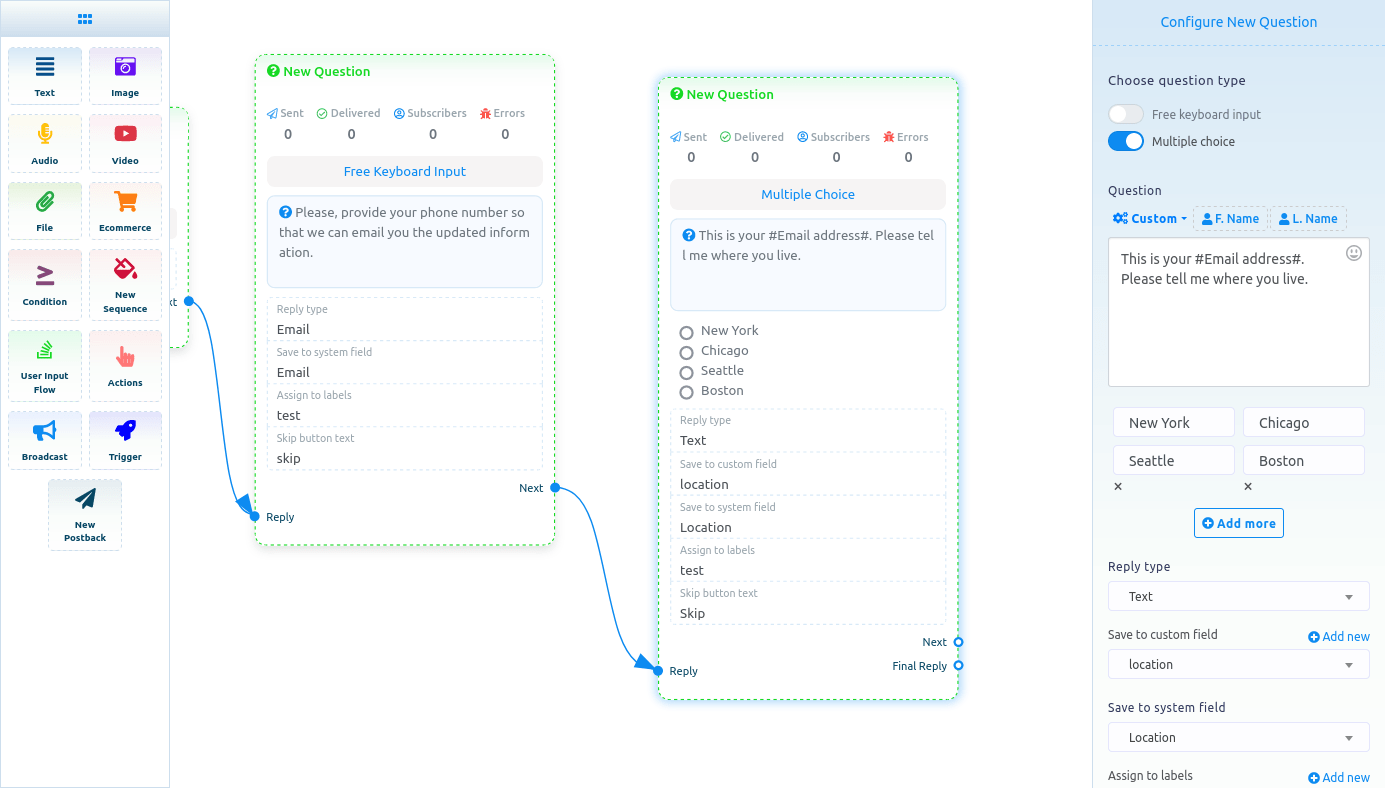 Text
Image
Audio
Video
File
Ecommerce
Condition
New
Sequence
User Input
Flow
Actions
Broadcast
Trigger
New
Postback
xt
New Question
Sent Delivered Subscribers Errors
0 0 0 0
Free Keyboard Input
Please, provide your phone number so
that we can email you the updated inform
ation.
Reply type
Email
Save to system field
Email
Assign to labels
test
Skip button text
skip
Next
Reply
New Question
Sent Delivered Subscribers Errors
0 0 0 0
Multiple Choice
This is your #Email address#. Please tel
l me where you live.
New York
Chicago
Seattle
Boston
Reply type
Text
Save to custom field
location
Save to system field
Location
Assign to labels
test
Skip button text
Skip
Next
Final Reply
Reply
Configure New Question
Choose question type
Free keyboard input
Multiple choice
Question
Custom F. Name L. Name
This is your #Email address#.
Please tell me where you live.
New York Chicago
Seattle Boston
× ×
Add more
Reply type
Text
Save to custom field Add new
location
Save to system field
Location
Assign to labels Add new